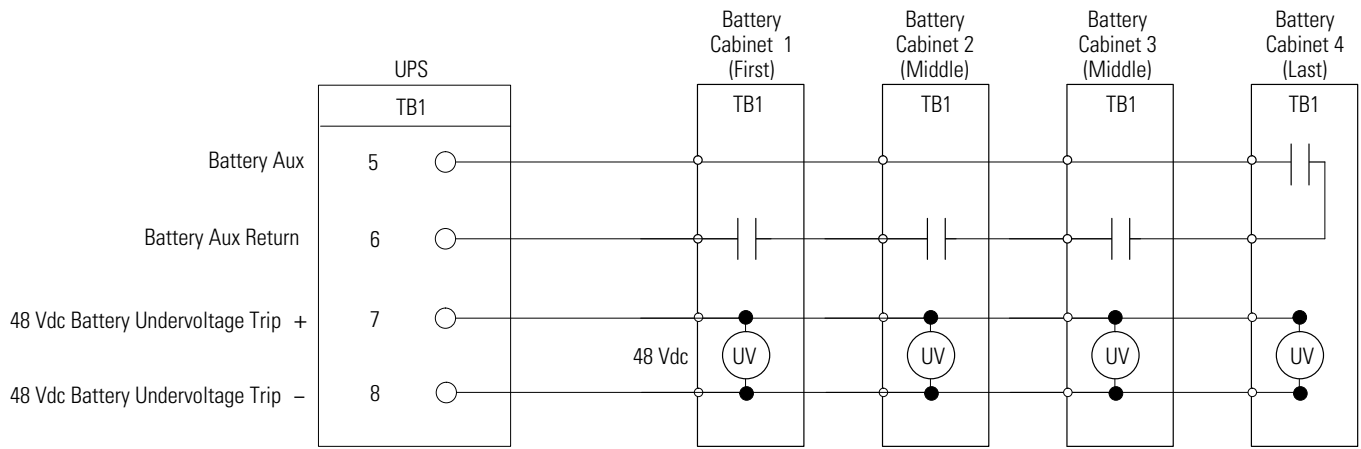 Battery
Cabinet 1
(First)
Battery
Cabinet 2
(Middle)
Battery
Cabinet 3
(Middle)
Battery
Cabinet 4
(Last)
UPS
TB1
TB1
TB1
TB1
TB1
Battery Aux 5
Battery Aux Return 6
48 Vdc Battery Undervoltage Trip + 7
48 Vdc UV UV UV UV
48 Vdc Battery Undervoltage Trip − 8